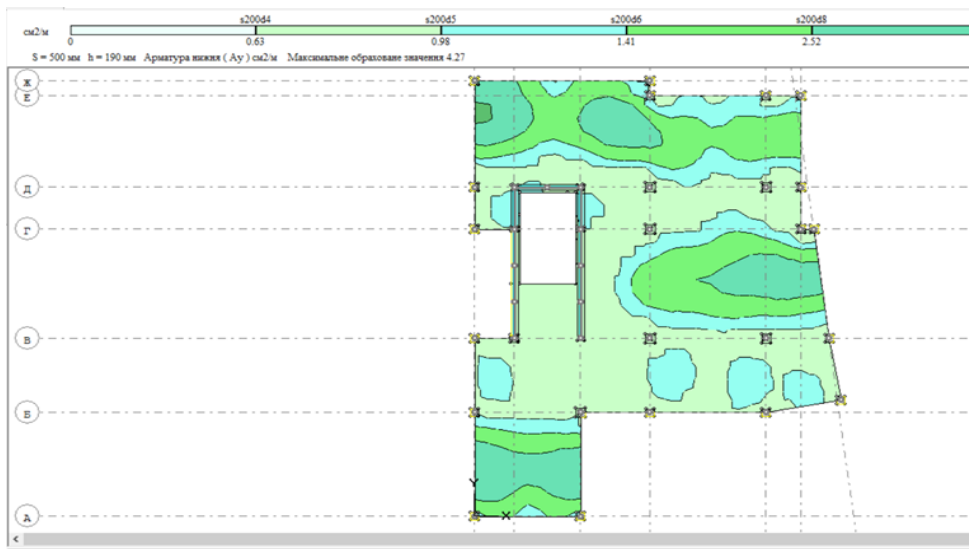 s200d4 s200d5 s200d6 s200d8
см2/м
0 0.63 0.98 1.41 2.52
S = 500 мм h = 190 мм Арматура нижня ( Ay ) см2/м Максимальне обраховане значення 4.27
Ж
Е
Д
Г
В
Б
Y
А X
<